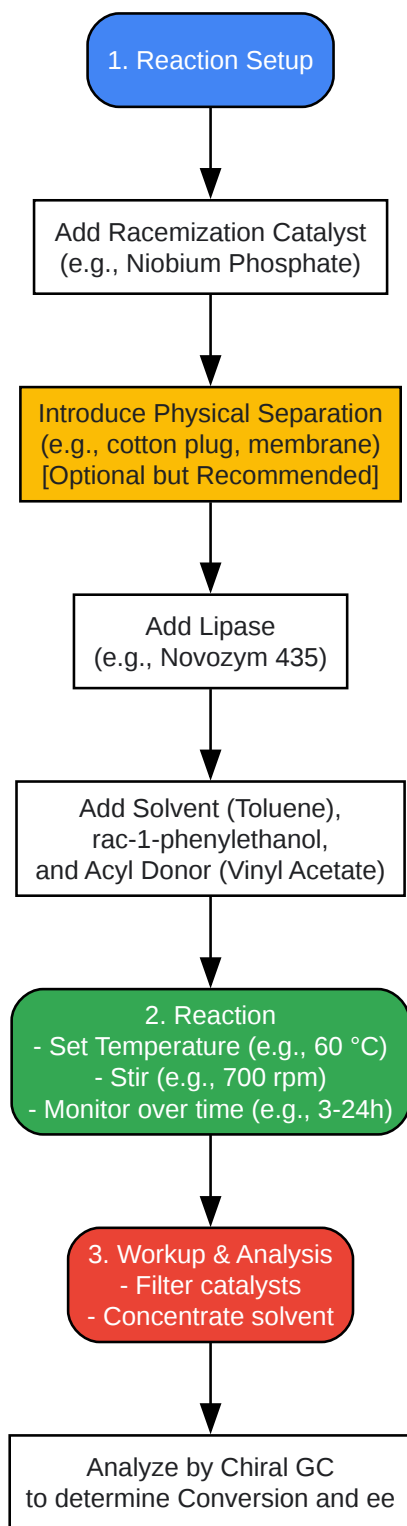 1. Reaction Setup
Add Racemization Catalyst
(e.g., Niobium Phosphate)
Introduce Physical Separation
(e.g., cotton plug, membrane)
[Optional but Recommended]
Add Lipase
(e.g., Novozym 435)
Add Solvent (Toluene),
rac-1-phenylethanol,
and Acyl Donor (Vinyl Acetate)
2. Reaction
- Set Temperature (e.g., 60 °C)
- Stir (e.g., 700 rpm)
- Monitor over time (e.g., 3-24h)
3. Workup & Analysis
- Filter catalysts
- Concentrate solvent
Analyze by Chiral GC
to determine Conversion and ee